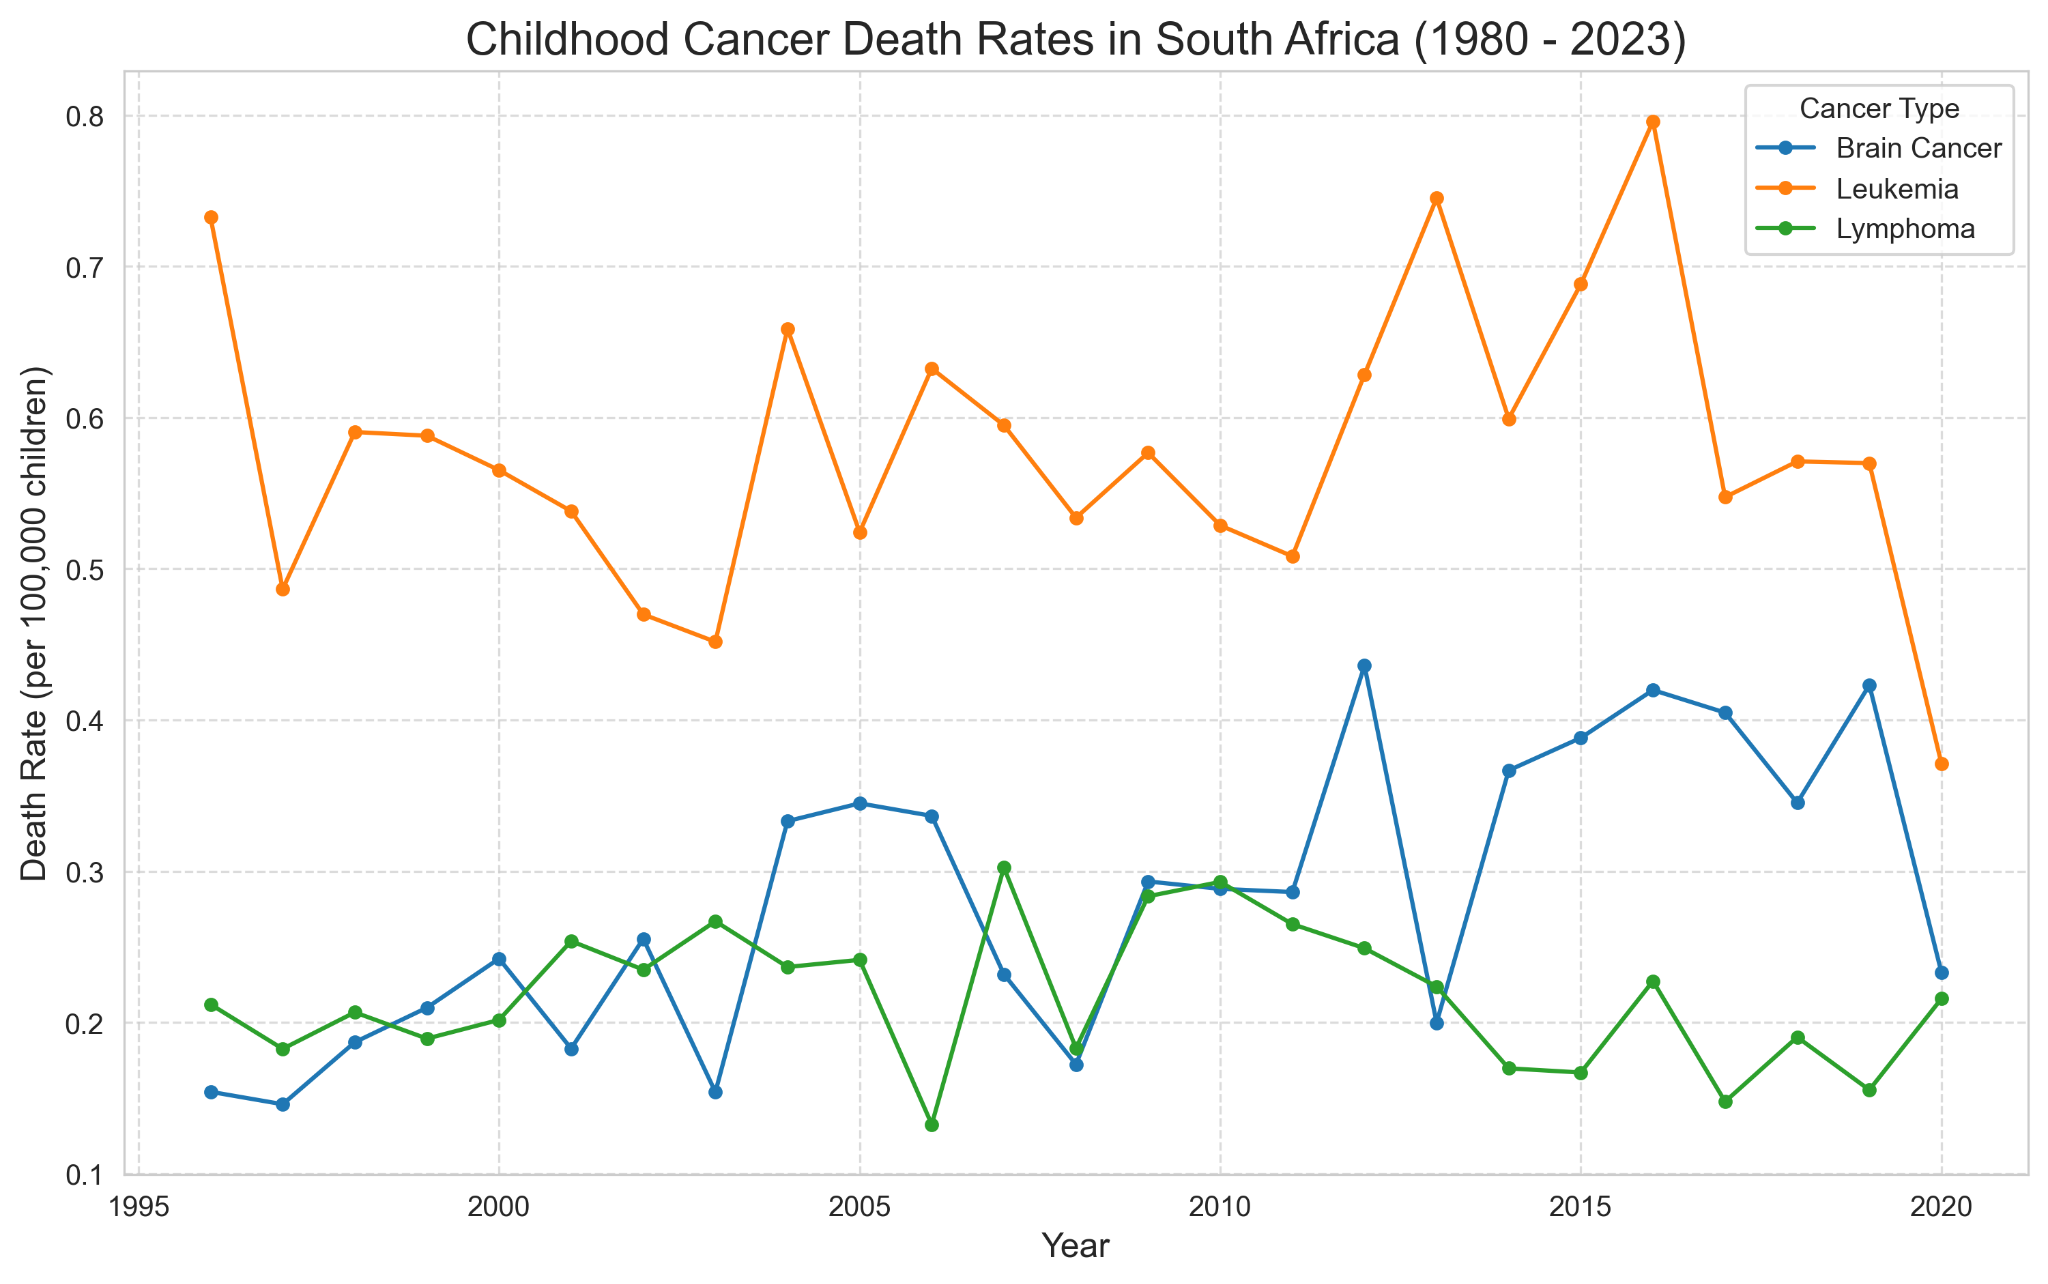 Childhood Cancer Death Rates in South Africa (1980 - 2023)
Cancer Type
Brain Cancer
Leukemia
Lymphoma
Death Rate (per 100,000 children)
0.8
0.7
0.6
0.5
0.4
0.3
0.2
0.1
1995 2000 2005 2010 2015 2020
Year